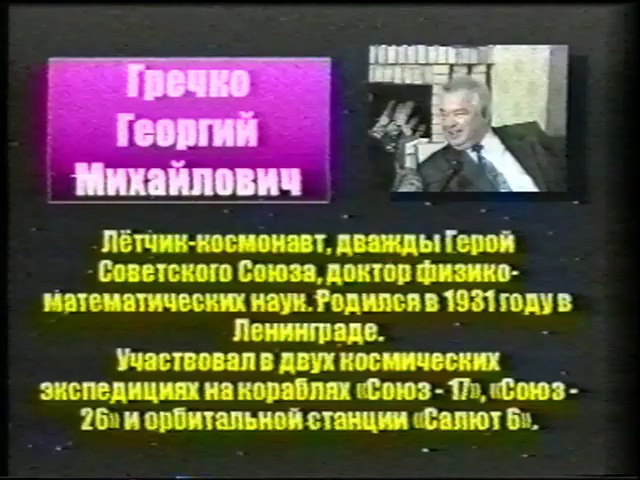 Гречко
Георгий
Михайлович
Лётчик-космонавт, дважды Герой
Советского Союза, доктор физико-
математических наук. Родился в 1931 году в
Ленинграде.
Участвовал в двух космических
экспедициях на кораблях «Союз - 17», «Союз -
26» и орбитальной станции «Салют 6».